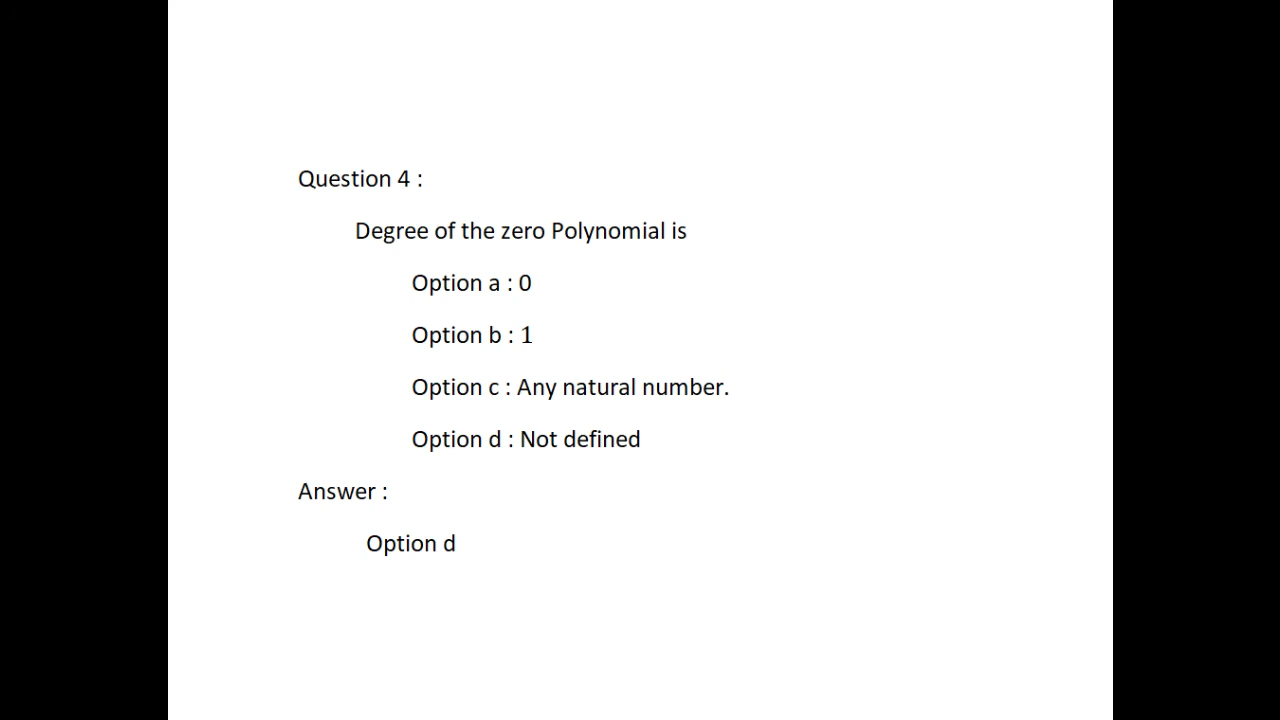 Question 4 :
Degree of the zero Polynomial is
Option a : 0
Option b : 1
Option c : Any natural number.
Option d : Not defined
Answer :
Option d